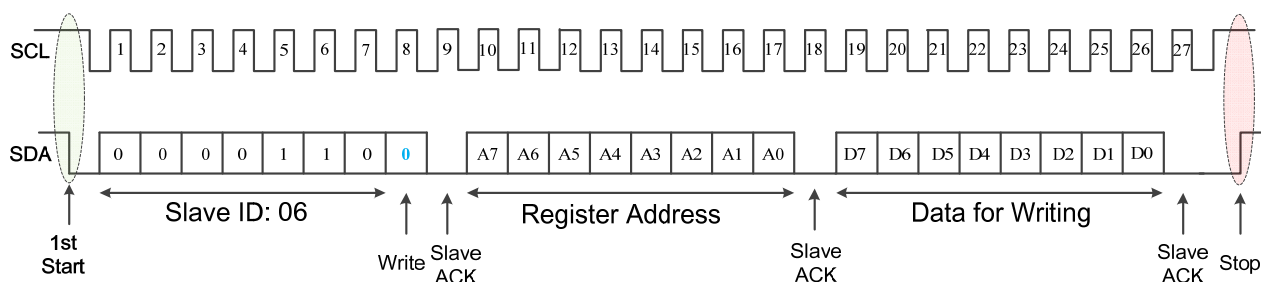 SCL 1 2 3 4 5 6 7 8 9 10 11 12 13 14 15 16 17 18 19 20 21 22 23 24 25 26 27
SDA 0 0 0 0 1 1 0 0 A7 A6 A5 A4 A3 A2 A1 A0 D7 D6 D5 D4 D3 D2 D1 D0
Slave ID: 06
Register Address
Data for Writing
1st
Start
Write
Slave
ACK
Slave
ACK
Slave
ACK
Stop